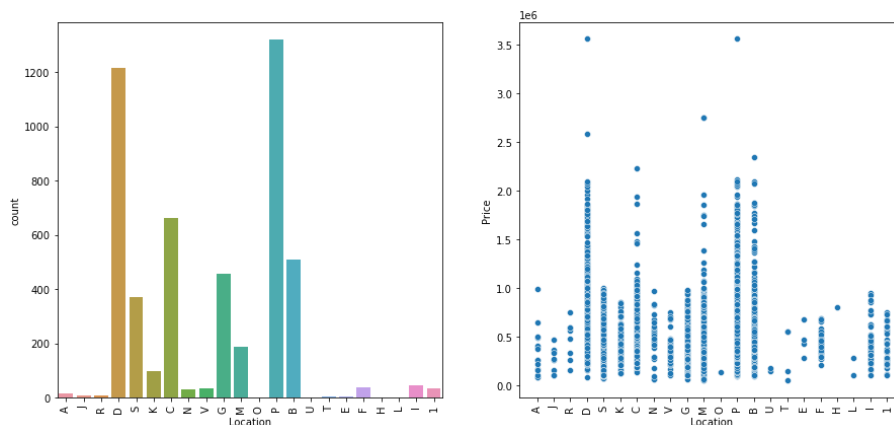 1200
1000
800
600
400
200
0
count
A J R D S K C N V G M O P B U T E F H L I 1
Location
1e6
3.5
3.0
2.5
2.0
1.5
1.0
0.5
0.0
Price
A J R D S K C N V G M O P B U T E F H L I 1
Location